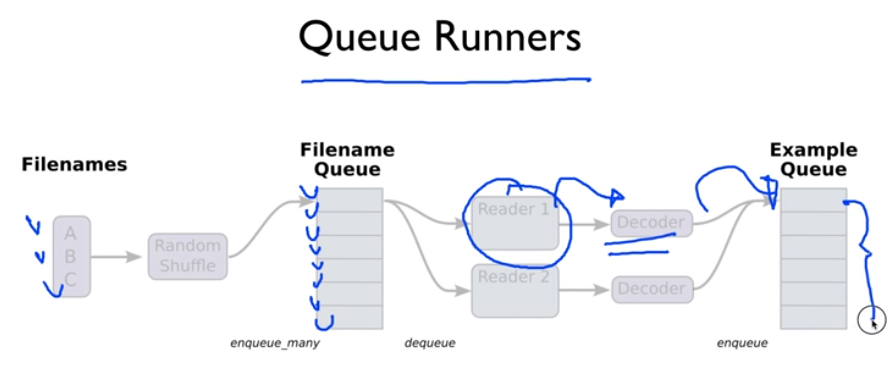 Queue Runners
Filenames
Filename
Queue
Example
Queue
A
B
C
Random
Shuffle
Reader 1
Decoder
Reader 2
Decoder
enqueue_many
dequeue
enqueue